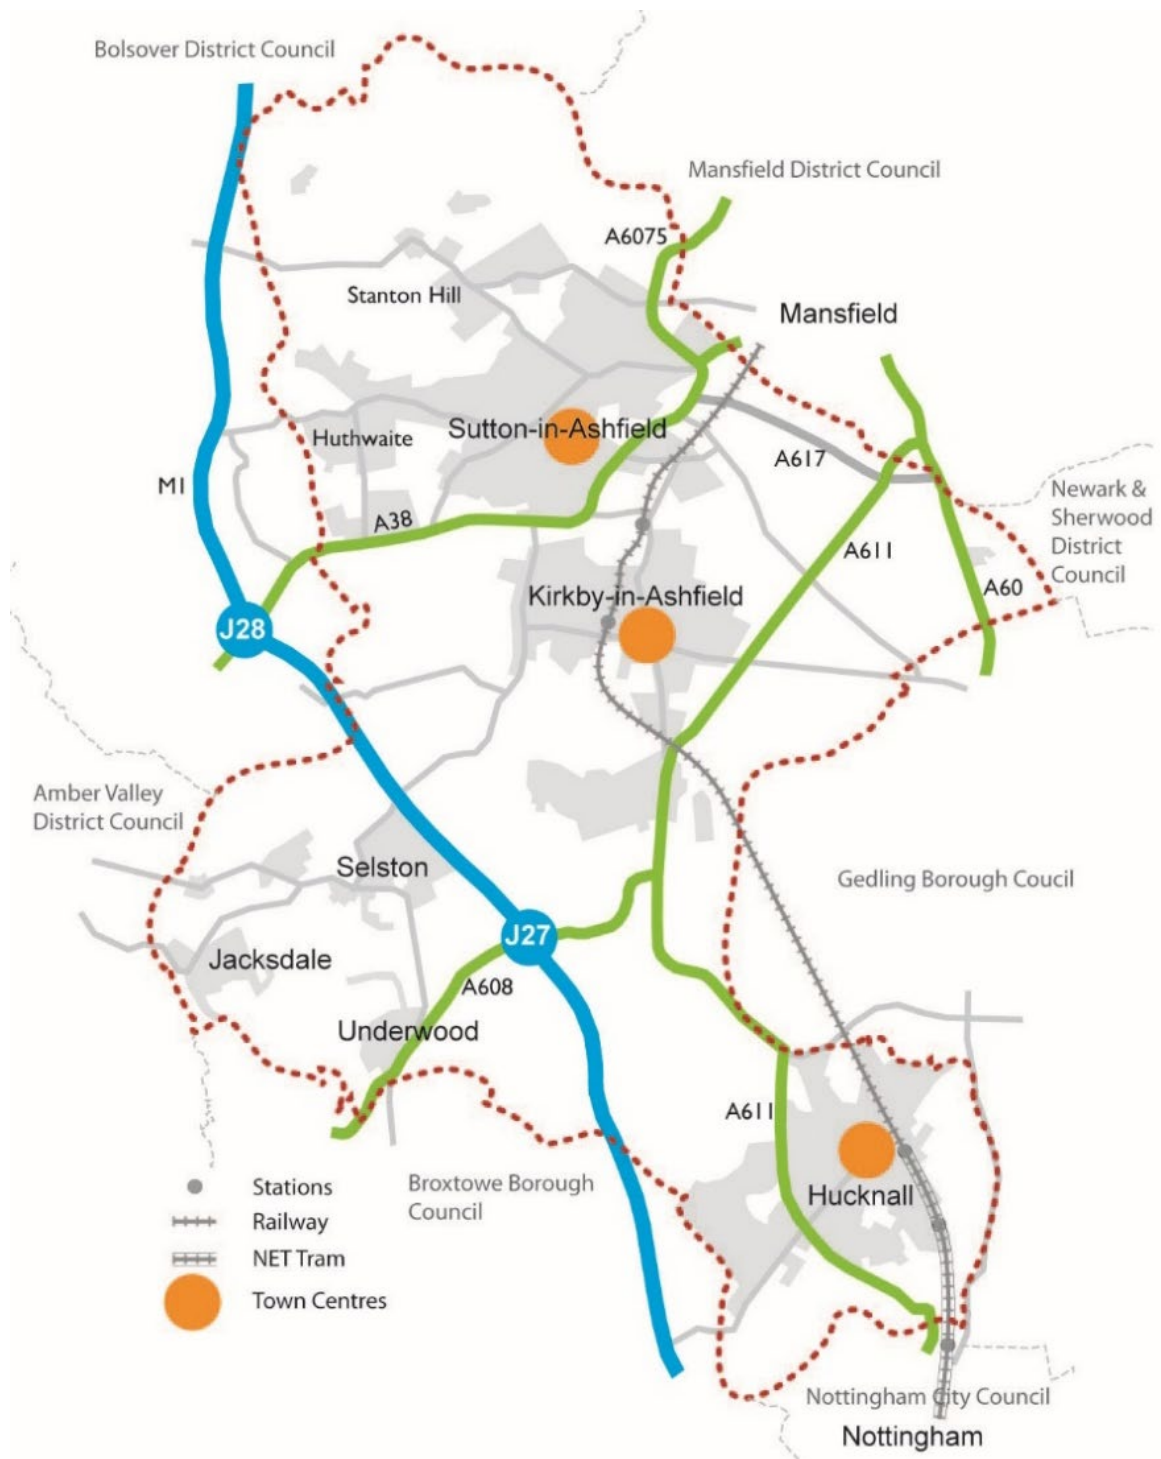 Bolsover District Council
Mansfield District Council
A6075
Stanton Hill
Mansfield
Huthwaite
Sutton-in-Ashfield
A617
M1
A38
Newark &
Sherwood
District
Council
A611
A60
Kirkby-in-Ashfield
J28
Amber Valley
District Council
Selston
Gedling Borough Coucil
J27
Jacksdale
A608
Underwood
A611
Broxtowe Borough
Council
Hucknall
Stations
Railway
NET Tram
Town Centres
Nottingham City Council
Nottingham